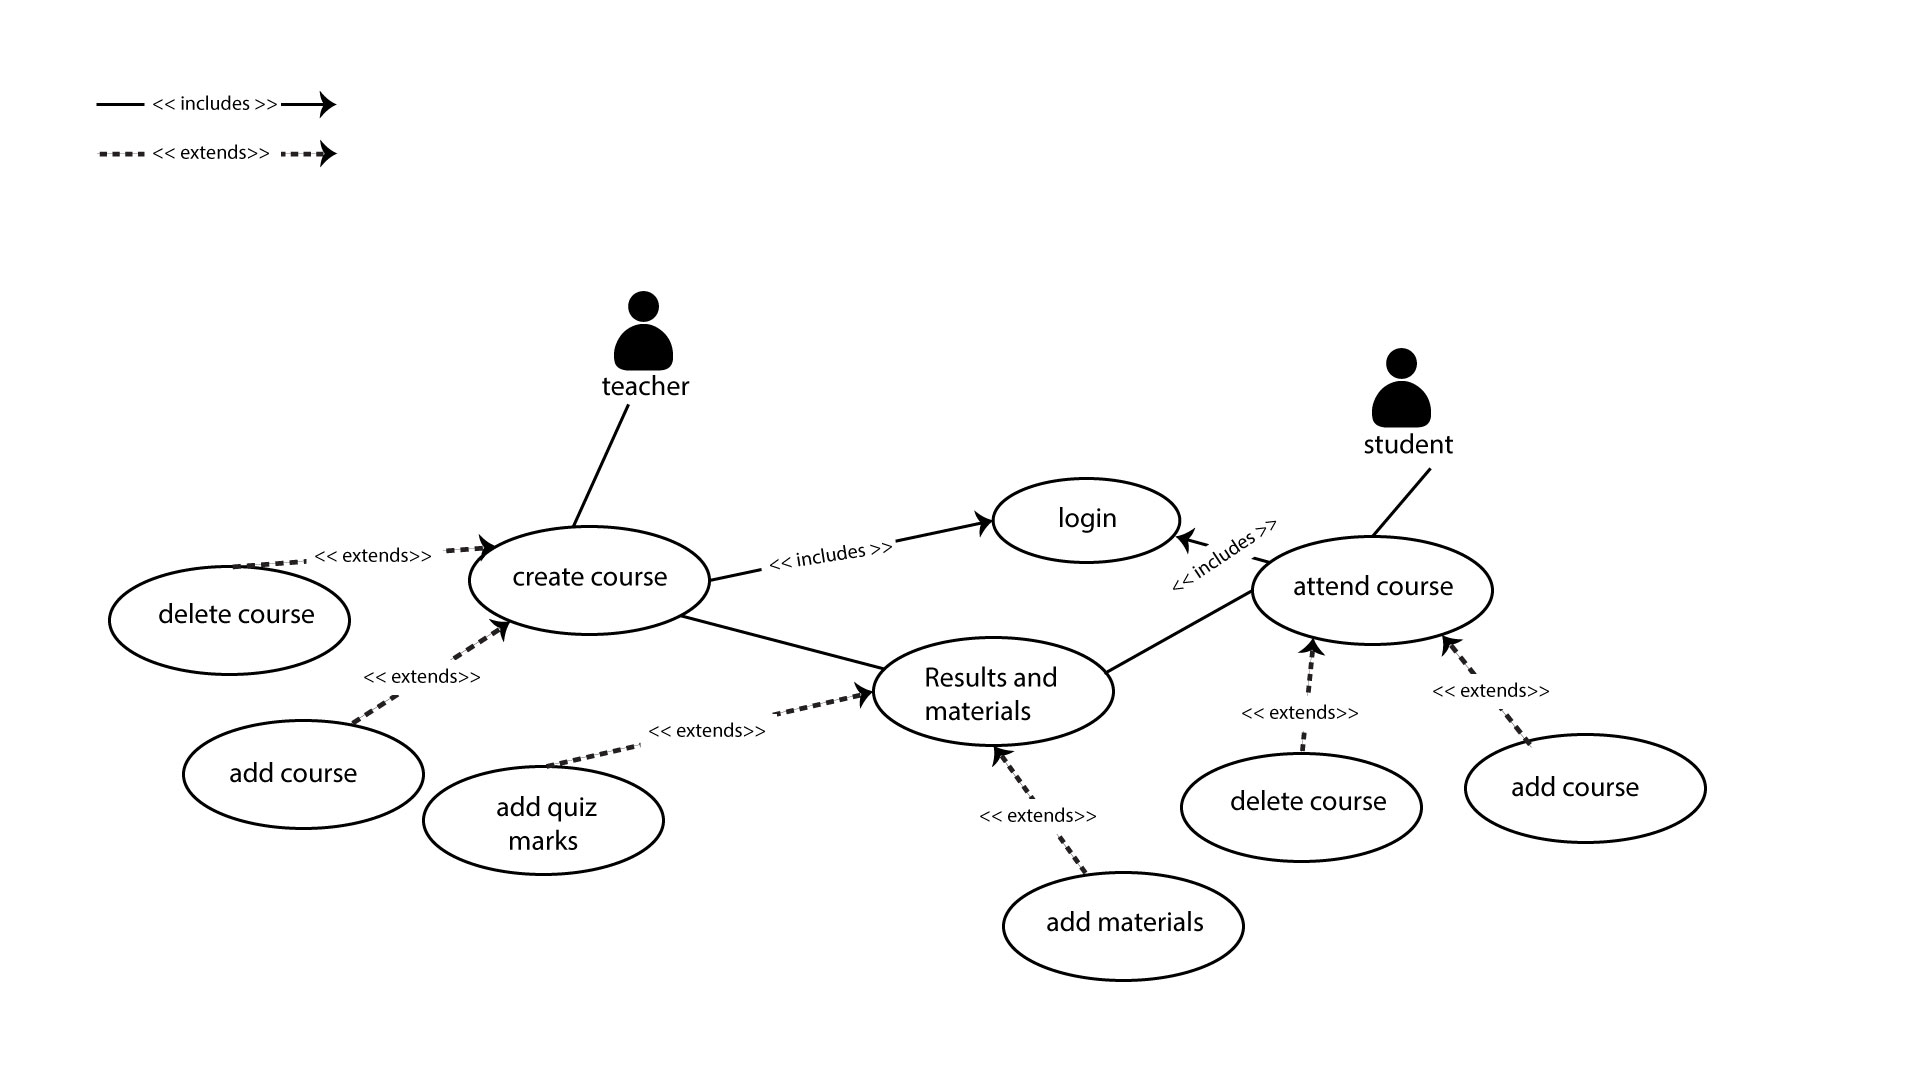 << includes >>
<< extends>>
teacher
student
login
<< includes >>
<< includes >>
<< extends>>
create course
attend course
delete course
<< extends>>
Results and
materials
<< extends>>
<< extends>>
<< extends>>
<< extends>>
add course
add quiz
marks
<< extends>>
delete course
add course
add materials